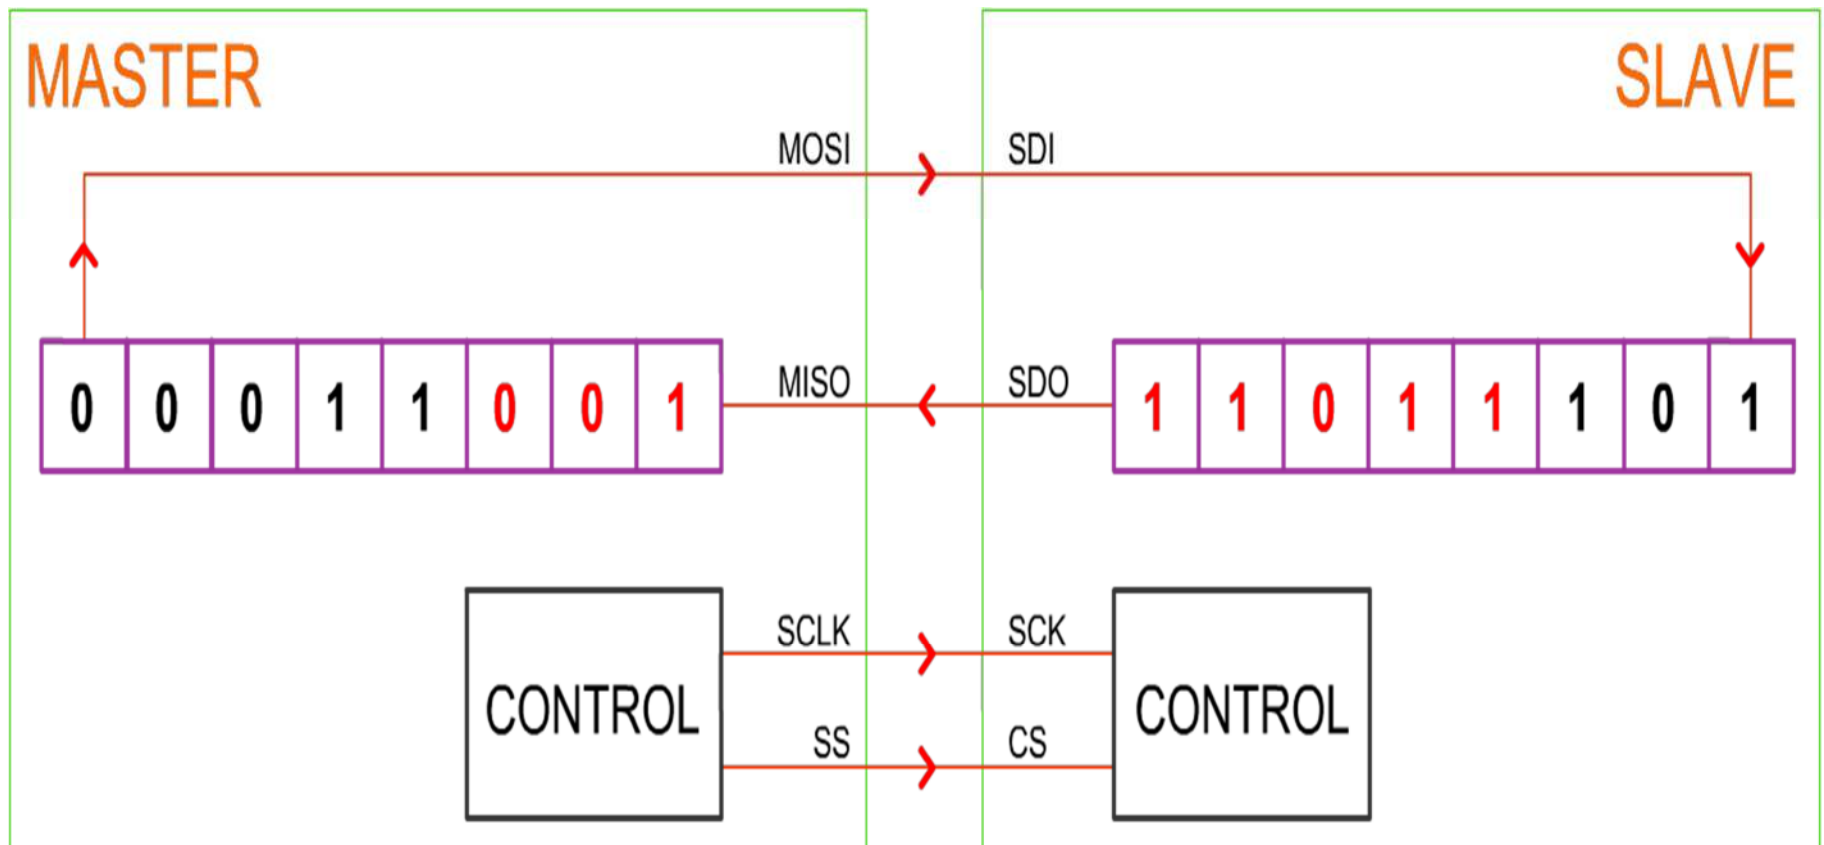 MASTER
SLAVE
MOSI
SDI
0 0 0 1 1 0 0 1
MISO
SDO
1 1 0 1 1 1 0 1
SCLK
SCK
CONTROL
CONTROL
SS
CS